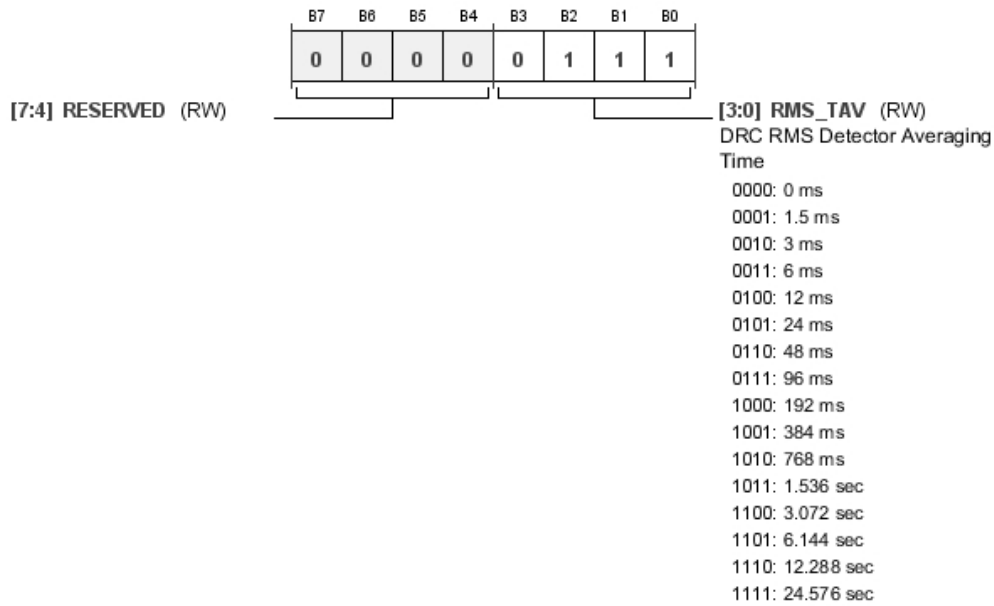 B7 B6 B5 B4 B3 B2 B1 B0
0 0 0 0 0 1 1 1
[7:4] RESERVED (RW)
[3:0] RMS_TAV (RW)
DRC RMS Detector Averaging
Time
0000: 0 ms
0001: 1.5 ms
0010: 3 ms
0011: 6 ms
0100: 12 ms
0101: 24 ms
0110: 48 ms
0111: 96 ms
1000: 192 ms
1001: 384 ms
1010: 768 ms
1011: 1.536 sec
1100: 3.072 sec
1101: 6.144 sec
1110: 12.288 sec
1111: 24.576 sec